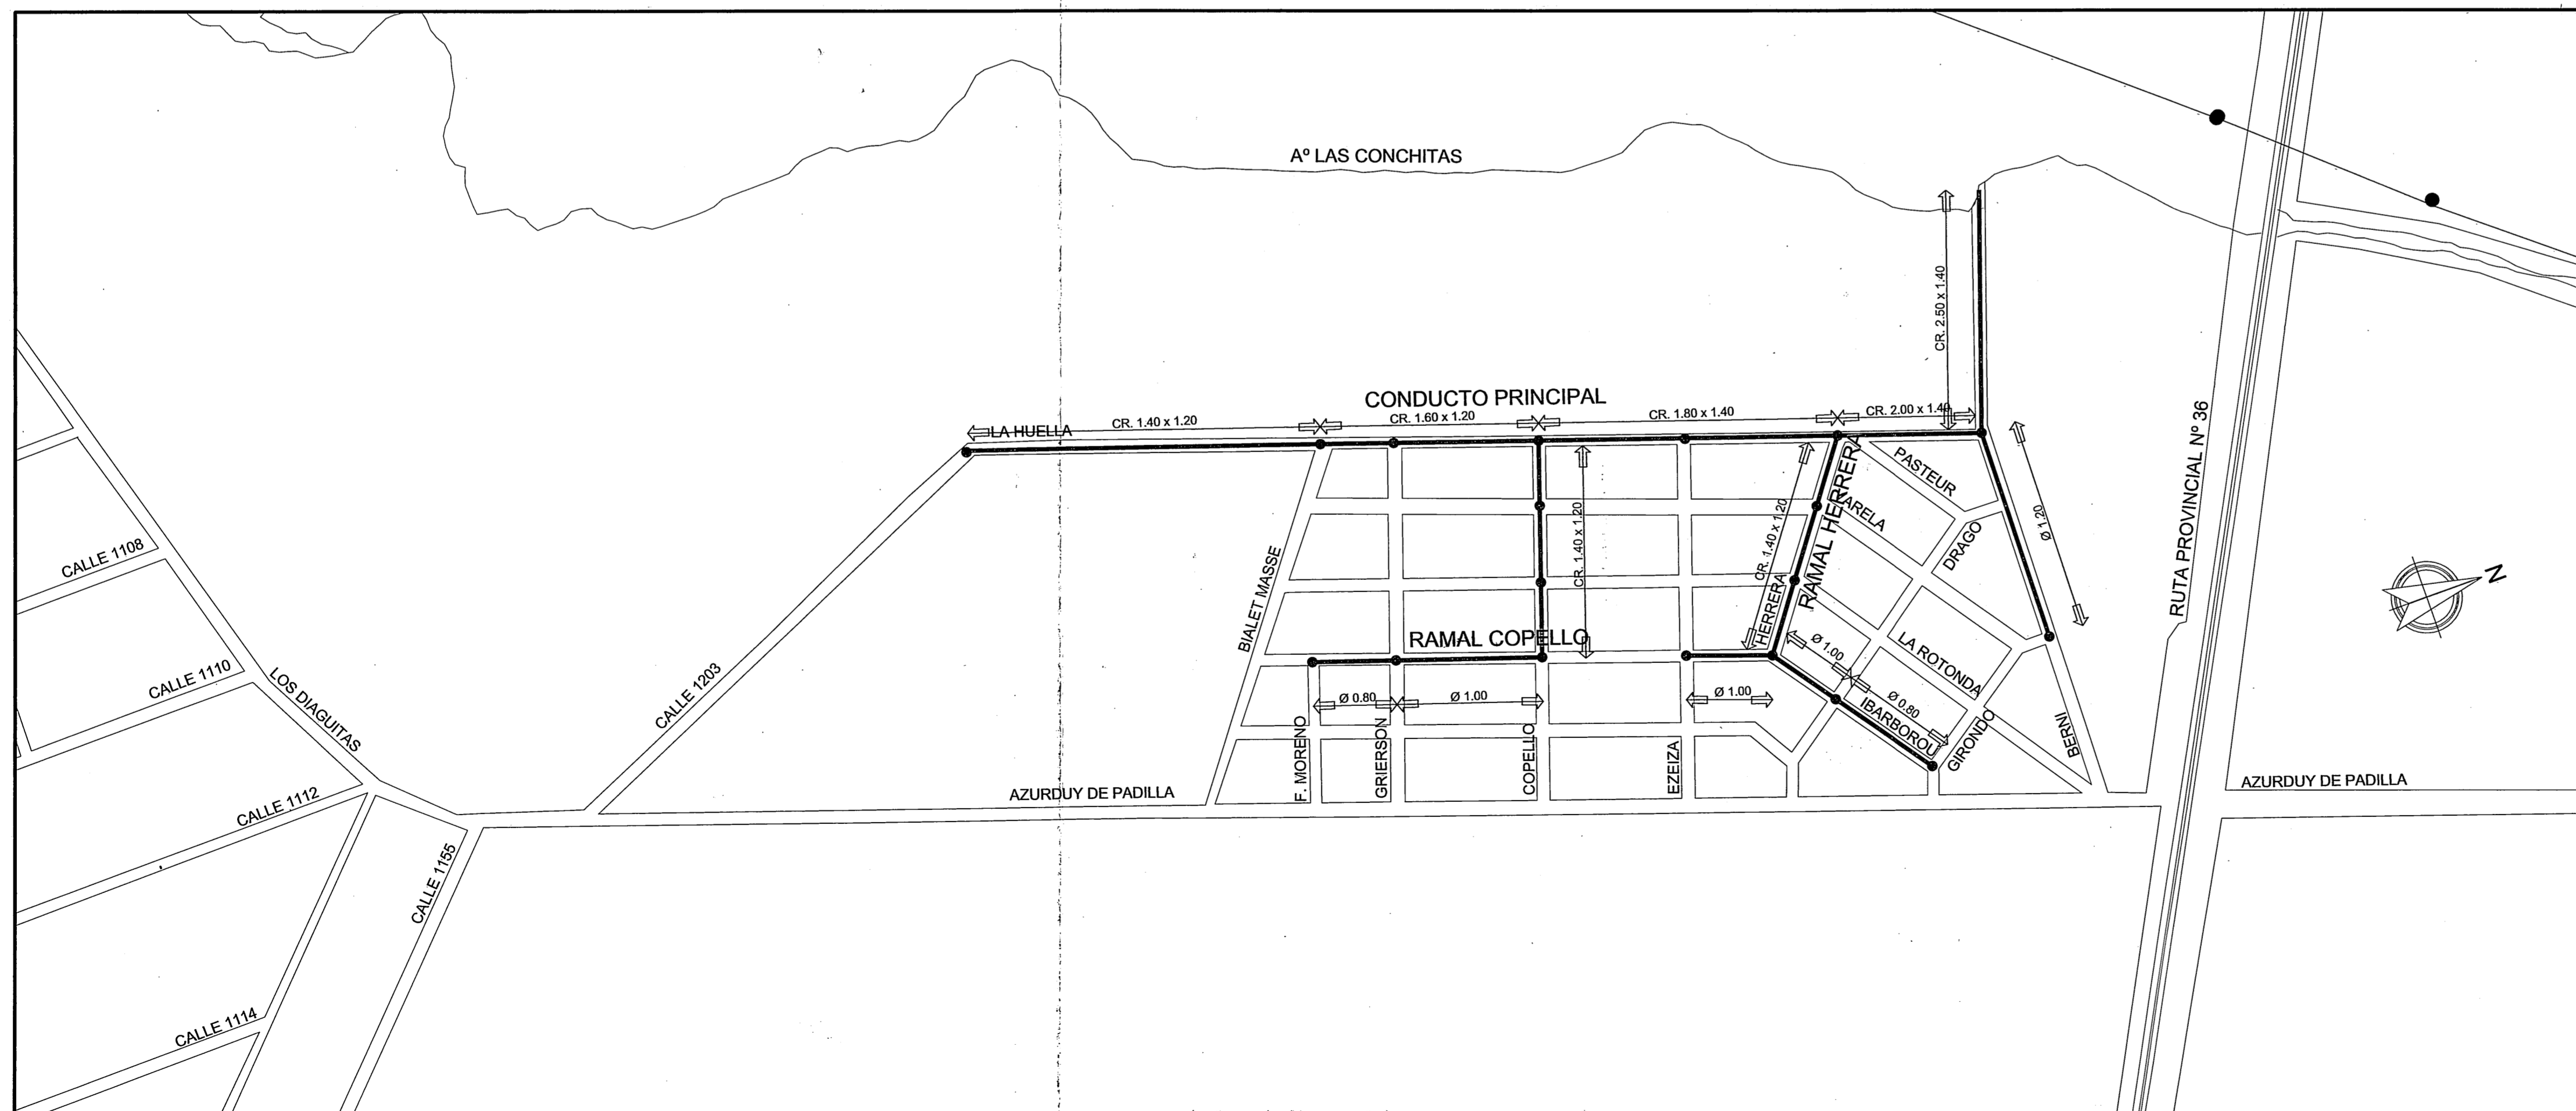 Aº LAS CONCHITAS
CR. 2.50 x 1.40
CONDUCTO PRINCIPAL
LA HUELLA
CR. 1.40 x 1.20
CR. 1.60 x 1.20
CR. 1.80 x 1.40
CR. 2.00 x 1.40
RUTA PROVINCIAL Nº 36
PASTEUR
VARELA
DRAGO
Ø 1.20
CR. 1.40 x 1.20
CR. 1.40 x 1.20
RAMAL HERRERA
HERRERA
BIALET MASSE
RAMAL COPELLO
LA ROTONDA
N
CALLE 1108
CALLE 1110
LOS DIAGUITAS
CALLE 1203
Ø 0.80
Ø 1.00
Ø 1.00
Ø 1.00
Ø 0.80
IBARBOROU
GIRONDO
BERNI
F. MORENO
GRIERSON
COPELLO
EZEIZA
AZURDUY DE PADILLA
AZURDUY DE PADILLA
CALLE 1112
CALLE 1155
CALLE 1114